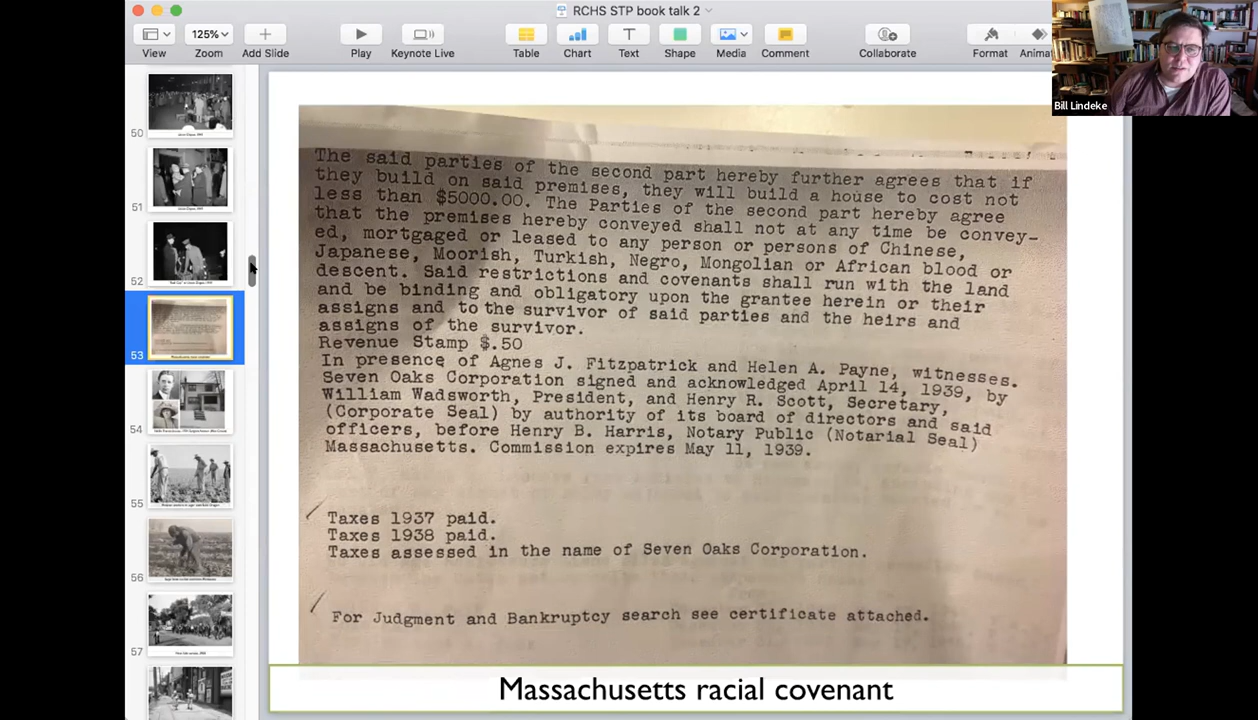 RCHS STP book talk 2
125%
View
Zoom
Add Slide
Play
Keynote Live
Table
Chart
Text
Shape
Media
Comment
Collaborate
Format
Bill Lindeke
50
51
52
53
54
55
56
57
The said parties of the second part hereby further agrees that if
they build on said premises, they will build a house to cost not
less than $5000.00. The Parties of the second part hereby agree
that the premises hereby conveyed shall not at any time be convey-
ed, mortgaged or leased to any person or persons of Chinese,
Japanese, Moorish, Turkish, Negro, Mongolian or African blood or
descent. Said restrictions and covenants shall run with the land
and be binding and obligatory upon the grantee herein or their
assigns and to the survivor of said parties and the heirs and
assigns of the survivor.
Revenue Stamp $.50
In presence of Agnes J. Fitzpatrick and Helen A. Payne, witnesses.
Seven Oaks Corporation signed and acknowledged April 14, 1939, by
William Wadsworth, President, and Henry R. Scott, Secretary,
(Corporate Seal) by authority of its board of directors and said
officers, before Henry B. Harris, Notary Public (Notarial Seal)
Massachusetts. Commission expires May 11, 1939.
Taxes 1937 paid.
Taxes 1938 paid.
Taxes assessed in the name of Seven Oaks Corporation.
For Judgment and Bankruptcy search see certificate attached.
Massachusetts racial covenant